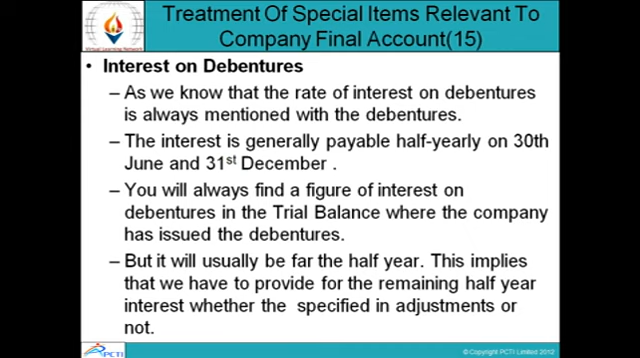 Treatment Of Special Items Relevant To
Company Final Account(15)
Virtual Learning Network
• Interest on Debentures
– As we know that the rate of interest on debentures
is always mentioned with the debentures.
– The interest is generally payable half-yearly on 30th
June and 31st December .
– You will always find a figure of interest on
debentures in the Trial Balance where the company
has issued the debentures.
– But it will usually be far the half year. This implies
that we have to provide for the remaining half year
interest whether the specified in adjustments or
not.
PCTI
© Copyright PCTI Limited 2012